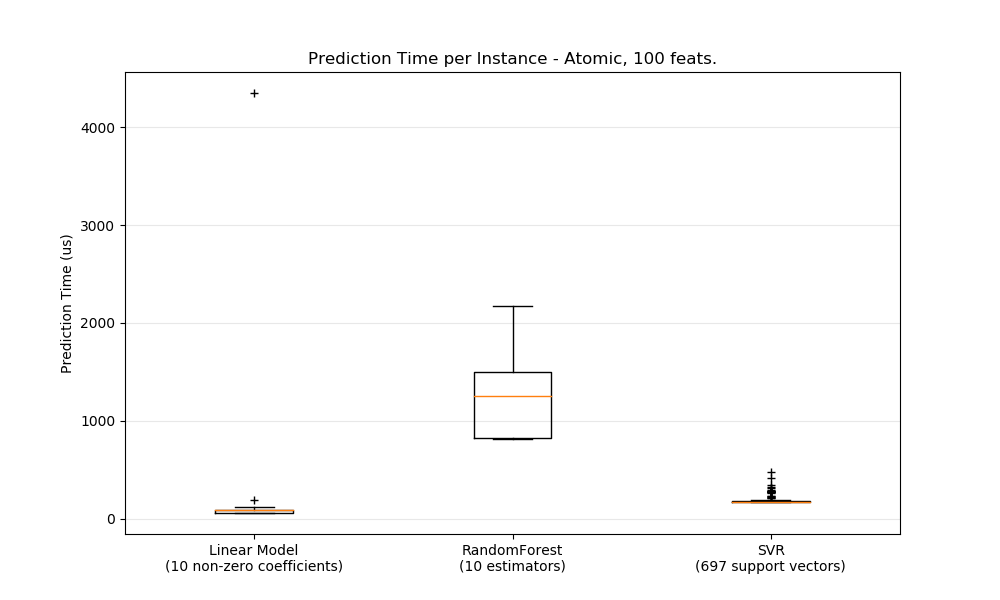 Prediction Time per Instance - Atomic, 100 feats.
Prediction Time (us)
4000
3000
2000
1000
0
Linear Model
(10 non-zero coefficients)
RandomForest
(10 estimators)
SVR
(697 support vectors)